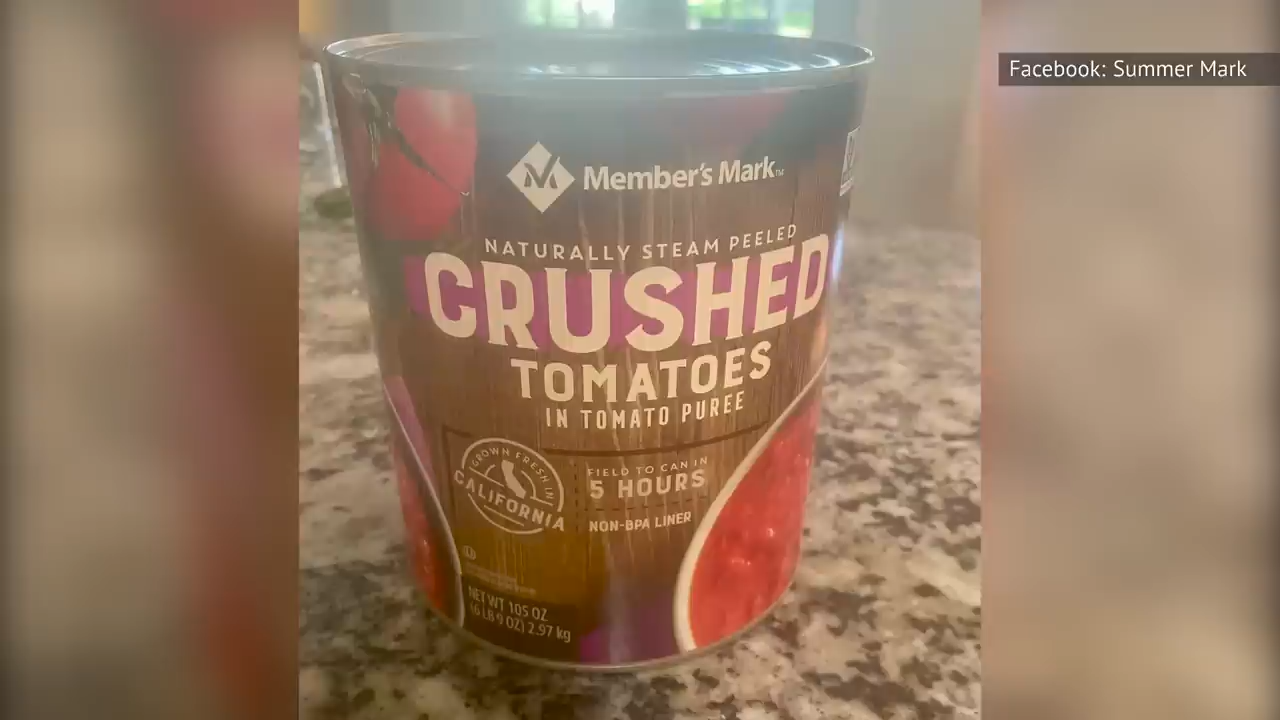 Facebook: Summer Mark
Member's Mark™
NATURALLY STEAM PEELED
CRUSHED
TOMATOES
IN TOMATO PUREE
GROWN FRESH IN
CALIFORNIA
FIELD TO CAN IN
5 HOURS
NON-BPA LINER
NET WT 105 OZ
(6 LB 9 OZ) 2.97 kg